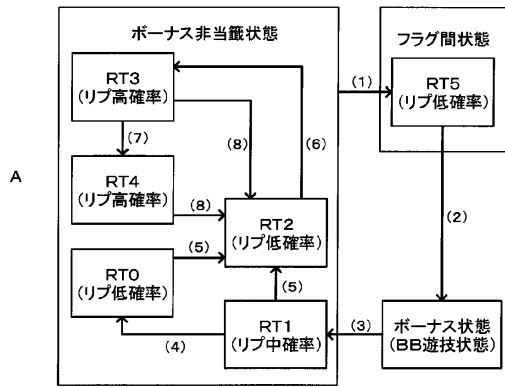 ボーナス非当籤状態
フラグ間状態
RT3
(リプ高確率)
(1)
RT5
(リプ低確率)
(7)
(8)
(6)
A
RT4
(リプ高確率)
(8)
RT2
(リプ低確率)
(2)
(5)
RT0
(リプ低確率)
(5)
(4)
RT1
(リプ中確率)
(3)
ボーナス状態
(BB遊技状態)